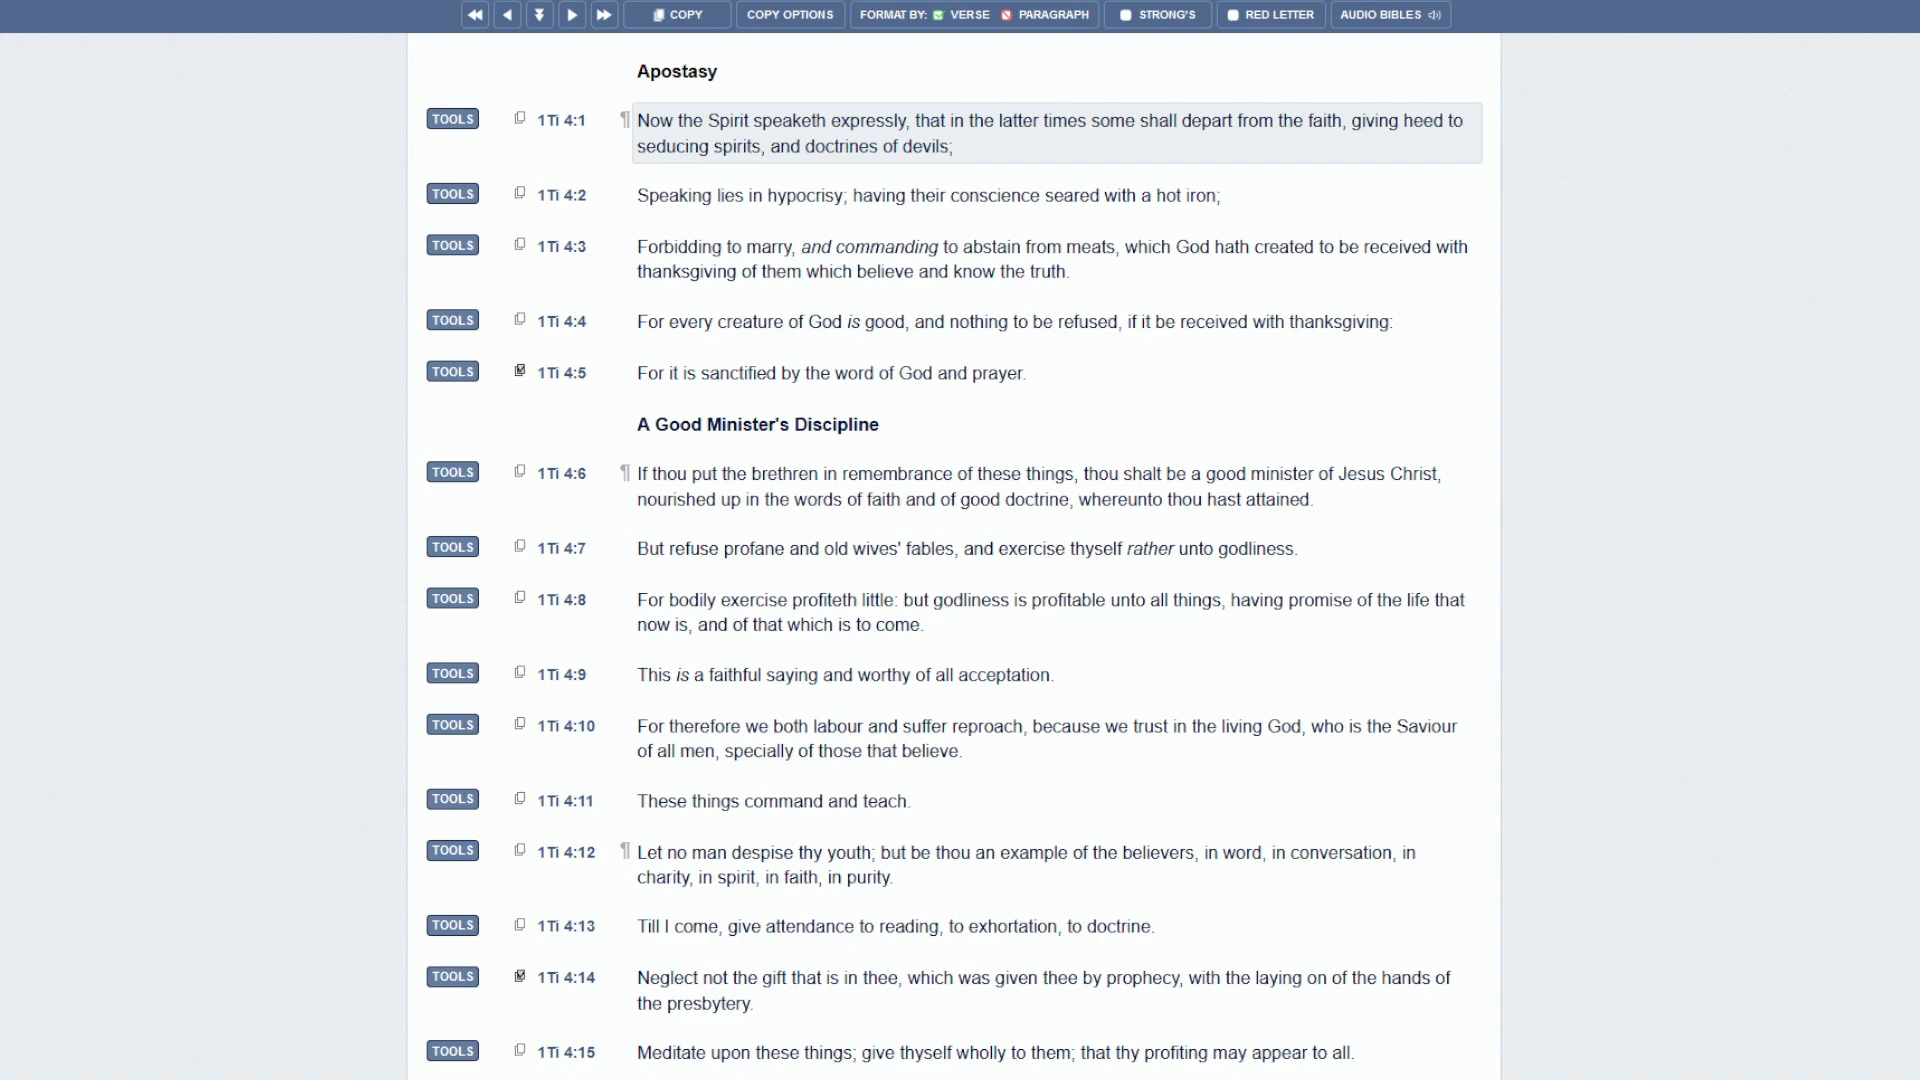 COPY COPY OPTIONS FORMAT BY: VERSE PARAGRAPH STRONG'S RED LETTER AUDIO BIBLES
Apostasy
TOOLS 1Ti 4:1 ¶ Now the Spirit speaketh expressly, that in the latter times some shall depart from the faith, giving heed to
seducing spirits, and doctrines of devils;
TOOLS 1Ti 4:2 Speaking lies in hypocrisy; having their conscience seared with a hot iron;
TOOLS 1Ti 4:3 Forbidding to marry, and commanding to abstain from meats, which God hath created to be received with
thanksgiving of them which believe and know the truth.
TOOLS 1Ti 4:4 For every creature of God is good, and nothing to be refused, if it be received with thanksgiving:
TOOLS 1Ti 4:5 For it is sanctified by the word of God and prayer.
A Good Minister's Discipline
TOOLS 1Ti 4:6 ¶ If thou put the brethren in remembrance of these things, thou shalt be a good minister of Jesus Christ,
nourished up in the words of faith and of good doctrine, whereunto thou hast attained.
TOOLS 1Ti 4:7 But refuse profane and old wives' fables, and exercise thyself rather unto godliness.
TOOLS 1Ti 4:8 For bodily exercise profiteth little: but godliness is profitable unto all things, having promise of the life that
now is, and of that which is to come.
TOOLS 1Ti 4:9 This is a faithful saying and worthy of all acceptation.
TOOLS 1Ti 4:10 For therefore we both labour and suffer reproach, because we trust in the living God, who is the Saviour
of all men, specially of those that believe.
TOOLS 1Ti 4:11 These things command and teach.
TOOLS 1Ti 4:12 ¶ Let no man despise thy youth; but be thou an example of the believers, in word, in conversation, in
charity, in spirit, in faith, in purity.
TOOLS 1Ti 4:13 Till I come, give attendance to reading, to exhortation, to doctrine.
TOOLS 1Ti 4:14 Neglect not the gift that is in thee, which was given thee by prophecy, with the laying on of the hands of
the presbytery.
TOOLS 1Ti 4:15 Meditate upon these things; give thyself wholly to them; that thy profiting may appear to all.